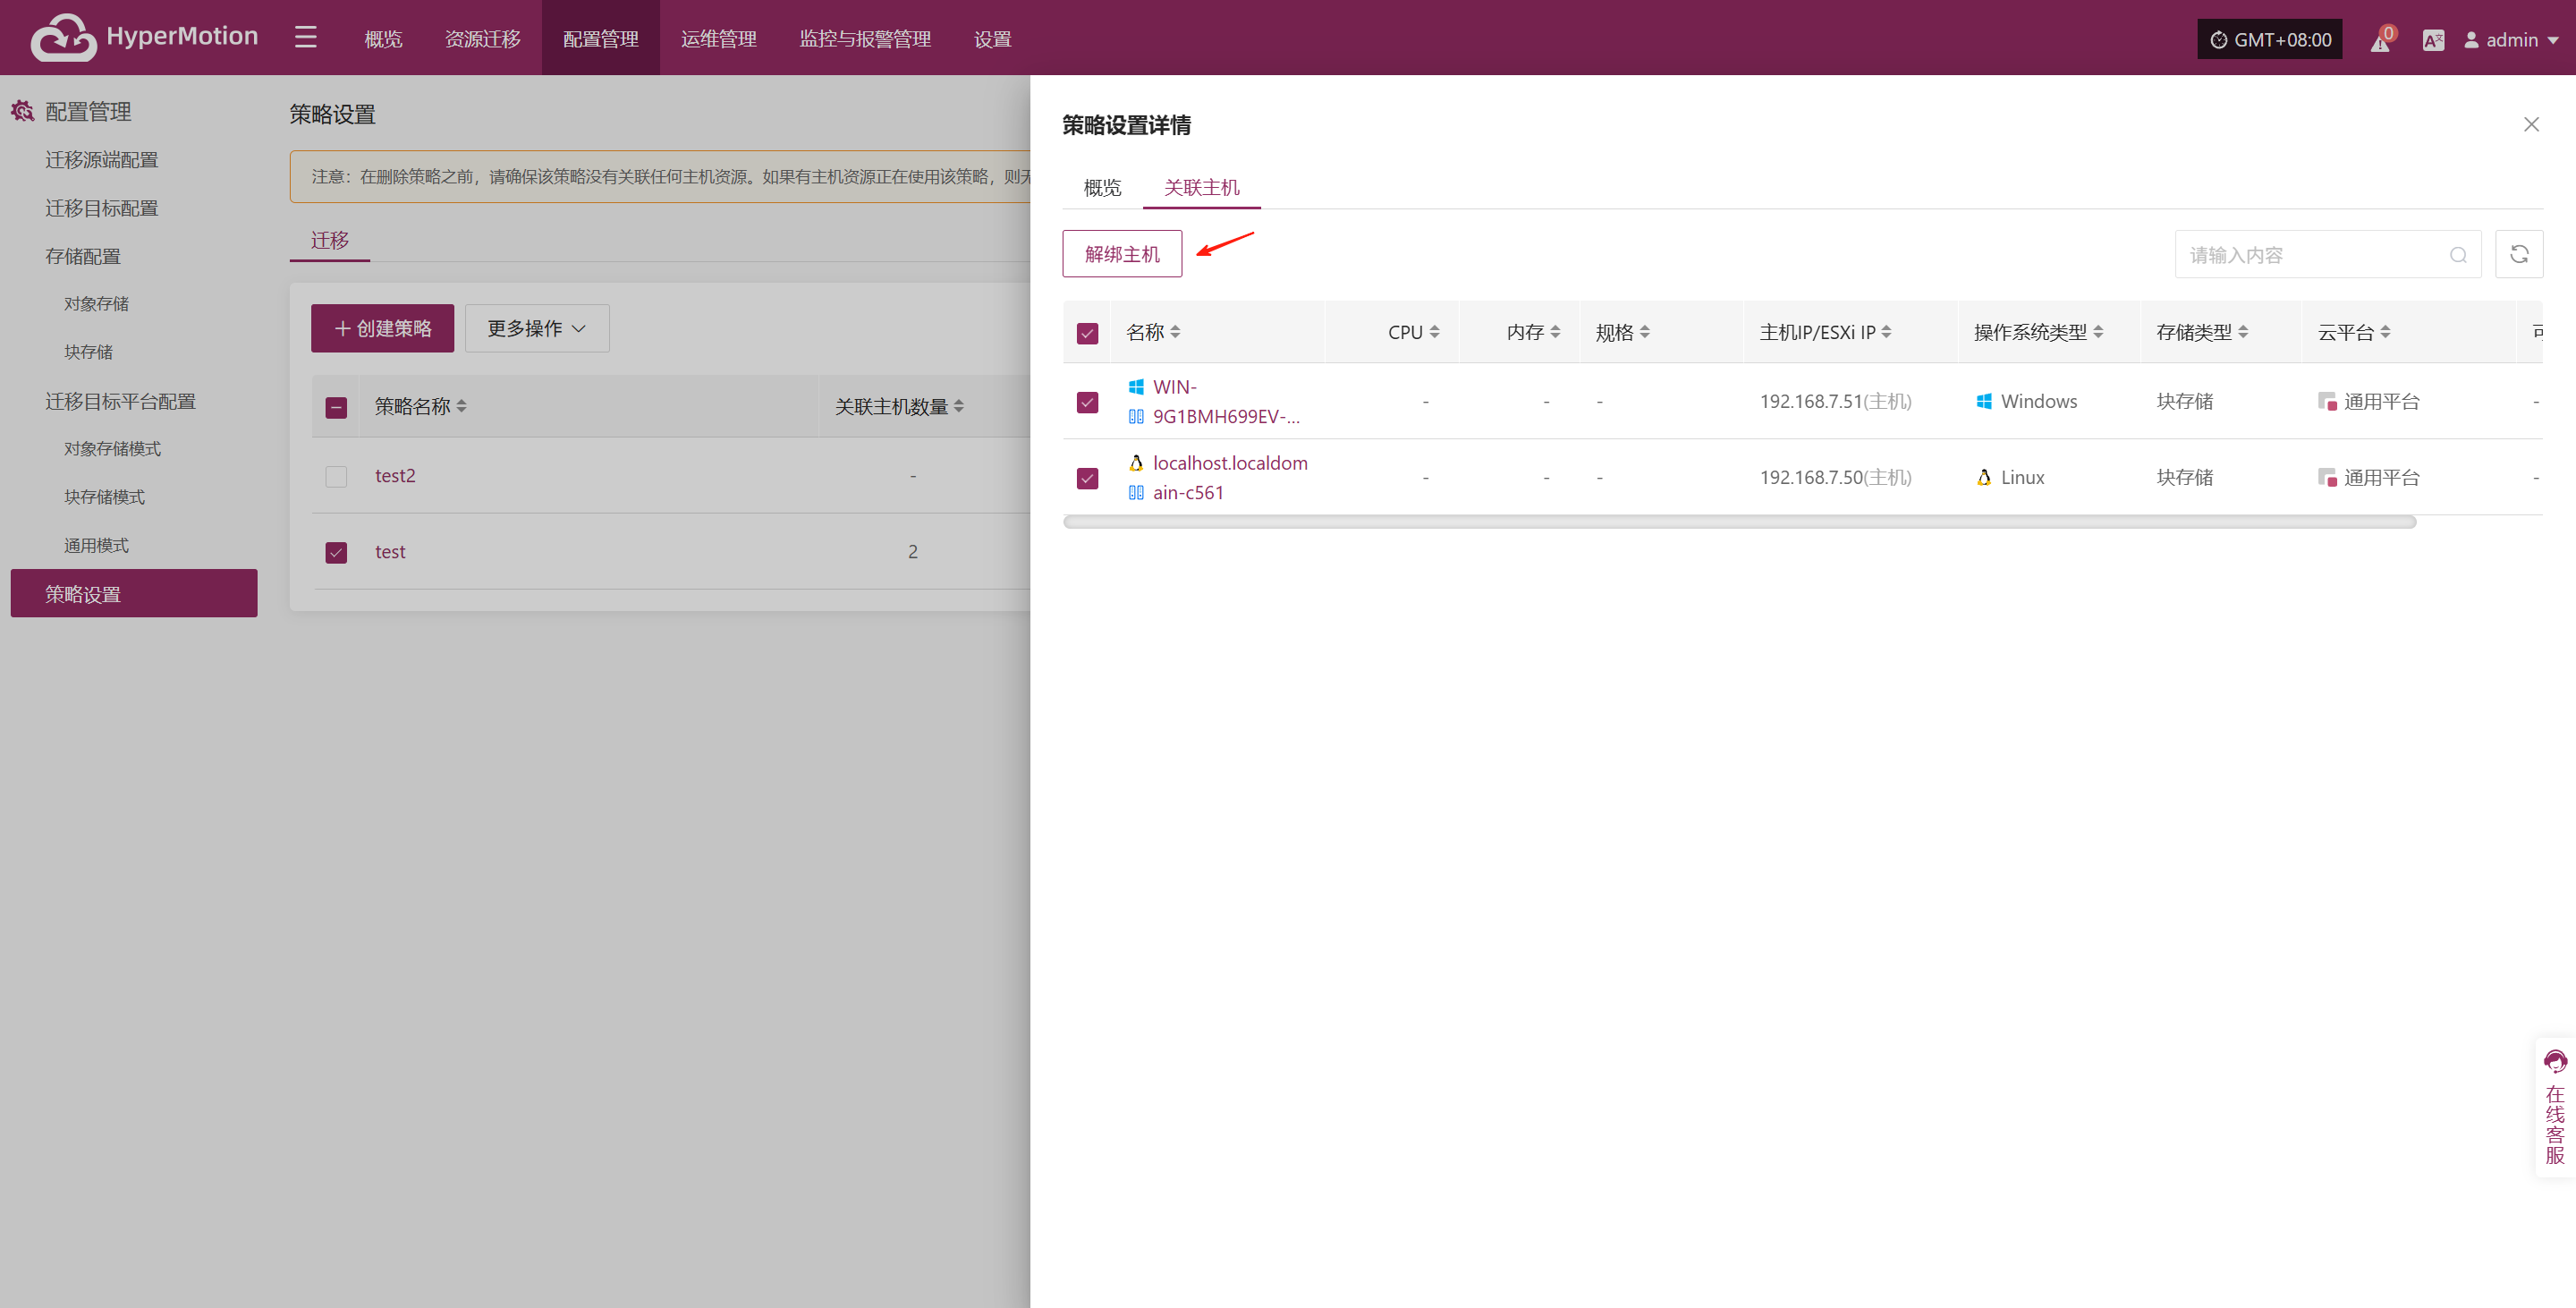 HyperMotion
概览
资源迁移
配置管理
运维管理
监控与报警管理
设置
GMT+08:00
0
admin
配置管理
迁移源端配置
迁移目标配置
存储配置
对象存储
块存储
迁移目标平台配置
对象存储模式
块存储模式
通用模式
策略设置
策略设置
注意：在删除策略之前，请确保该策略没有关联任何主机资源。如果有主机资源正在使用该策略，则无
迁移
创建策略
更多操作
策略名称
关联主机数量
test2
-
test
2
策略设置详情
概览
关联主机
解绑主机
请输入内容
名称
CPU
内存
规格
主机IP/ESXi IP
操作系统类型
存储类型
云平台
WIN-
9G1BMH699EV-...
-
-
-
192.168.7.51(主机)
Windows
块存储
通用平台
-
localhost.localdom
ain-c561
-
-
-
192.168.7.50(主机)
Linux
块存储
通用平台
-
在线客服